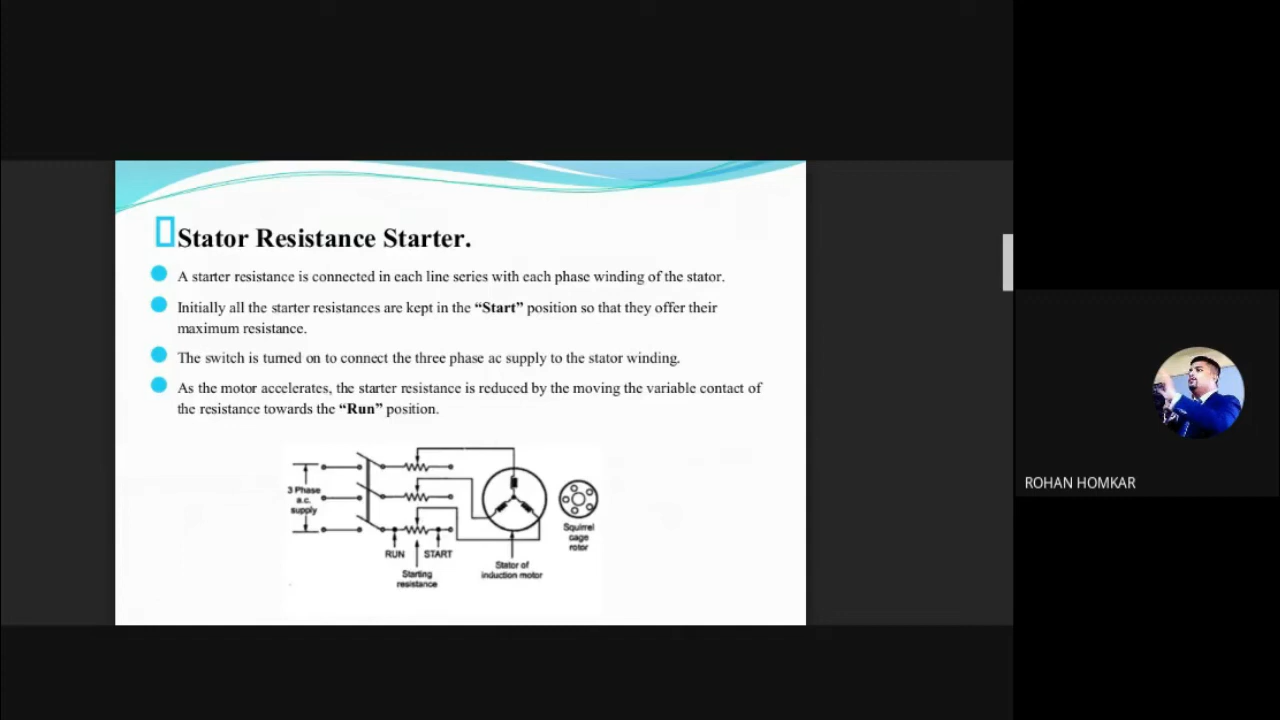 Stator Resistance Starter.
A starter resistance is connected in each line series with each phase winding of the stator.
Initially all the starter resistances are kept in the “Start” position so that they offer their
maximum resistance.
The switch is turned on to connect the three phase ac supply to the stator winding.
As the motor accelerates, the starter resistance is reduced by the moving the variable contact of
the resistance towards the “Run” position.
3 Phase
a.c.
supply
RUN
START
Starting
resistance
Stator of
induction motor
Squirrel
cage
rotor
ROHAN HOMKAR